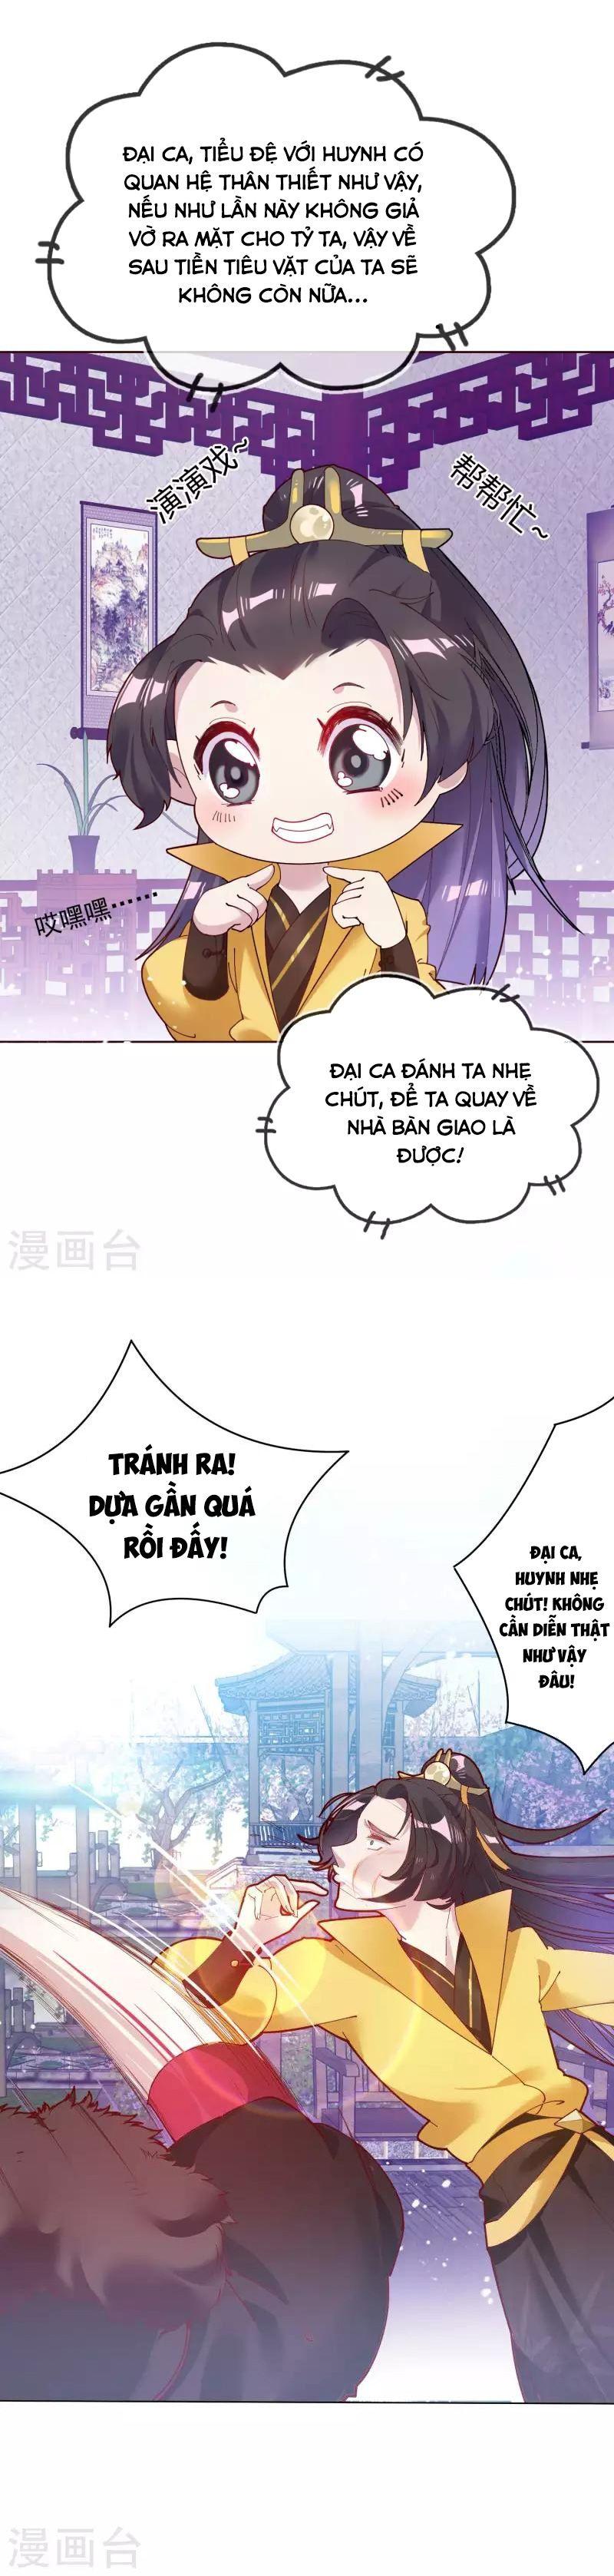 ĐẠI CA, TIỂU ĐỆ VỚI HUYNH CÓ
QUAN HỆ THÂN THIẾT NHƯ VẬY,
NẾU NHƯ LẦN NÀY KHÔNG GIẢ
VỜ RA MẶT CHO TỶ TA, VẬY VỀ
SAU TIỀN TIÊU VẶT CỦA TA SẼ
KHÔNG CÒN NỮA...
演演戏~
帮帮忙~
哎嘿嘿……
ĐẠI CA ĐÁNH TA NHẸ
CHÚT, ĐỂ TA QUAY VỀ
NHÀ BÀN GIAO LÀ
ĐƯỢC!
漫画台
TRÁNH RA!
DỰA GẦN QUÁ
RỒI ĐẤY!
ĐẠI CA,
HUYNH NHẸ
CHÚT! KHÔNG
CẦN DIỄN THẬT
NHƯ VẬY
ĐÂU!
漫画台